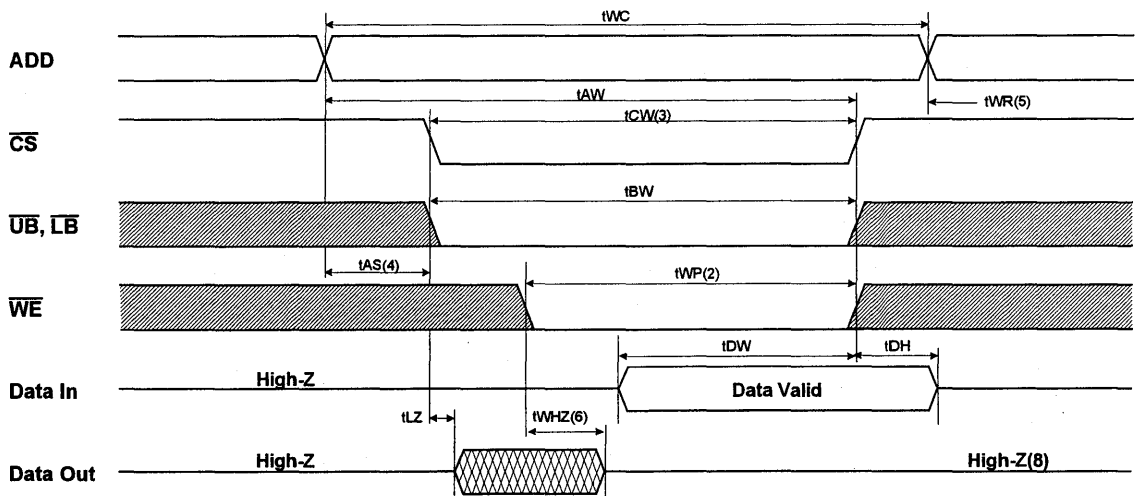 tWC
ADD
tAW
tWR(5)
tCW(3)
CS
tBW
UB, LB
tAS(4)
tWP(2)
WE
tDW
tDH
High-Z
Data In
Data Valid
tLZ
tWHZ(6)
High-Z
High-Z(8)
Data Out